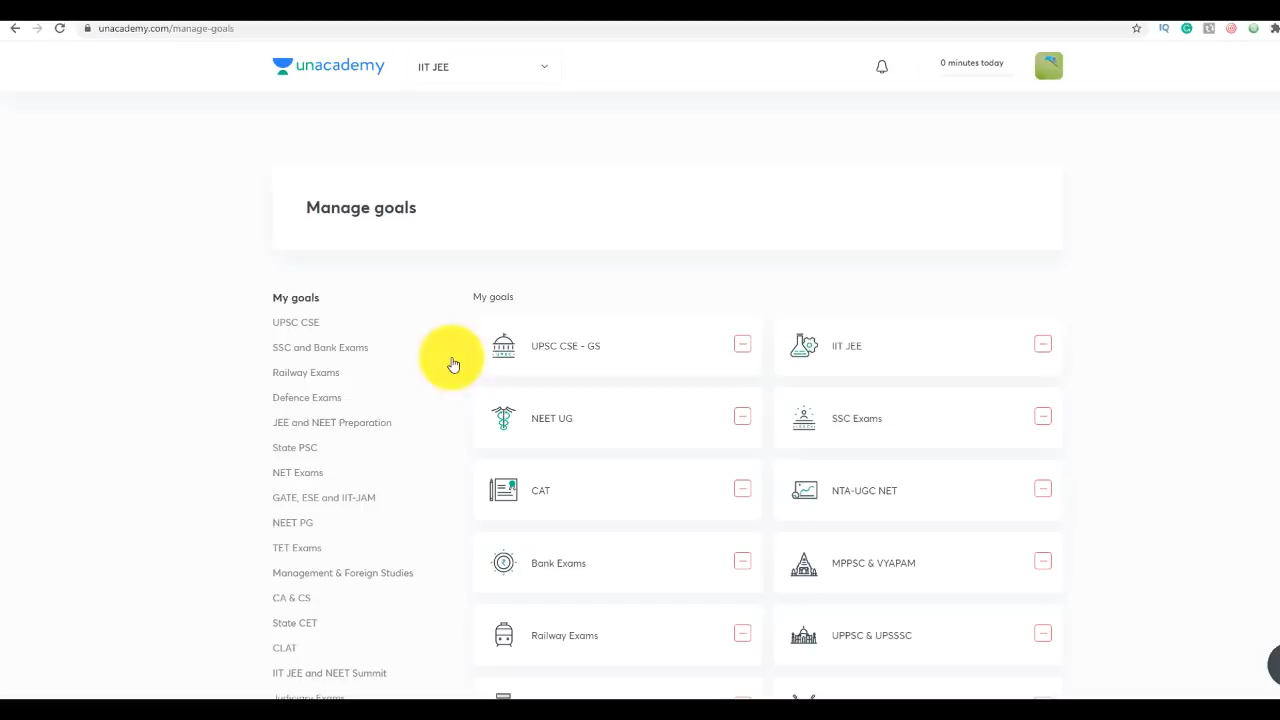 unacademy.com/manage-goals
unacademy
IIT JEE
0 minutes today
Manage goals
My goals
UPSC CSE
SSC and Bank Exams
Railway Exams
Defence Exams
JEE and NEET Preparation
State PSC
NET Exams
GATE, ESE and IIT-JAM
NEET PG
TET Exams
Management & Foreign Studies
CA & CS
State CET
CLAT
IIT JEE and NEET Summit
Judiciary Exams
My goals
UPSC CSE - GS
IIT JEE
NEET UG
SSC Exams
CAT
NTA-UGC NET
Bank Exams
MPPSC & VYAPAM
Railway Exams
UPPSC & UPSSSC